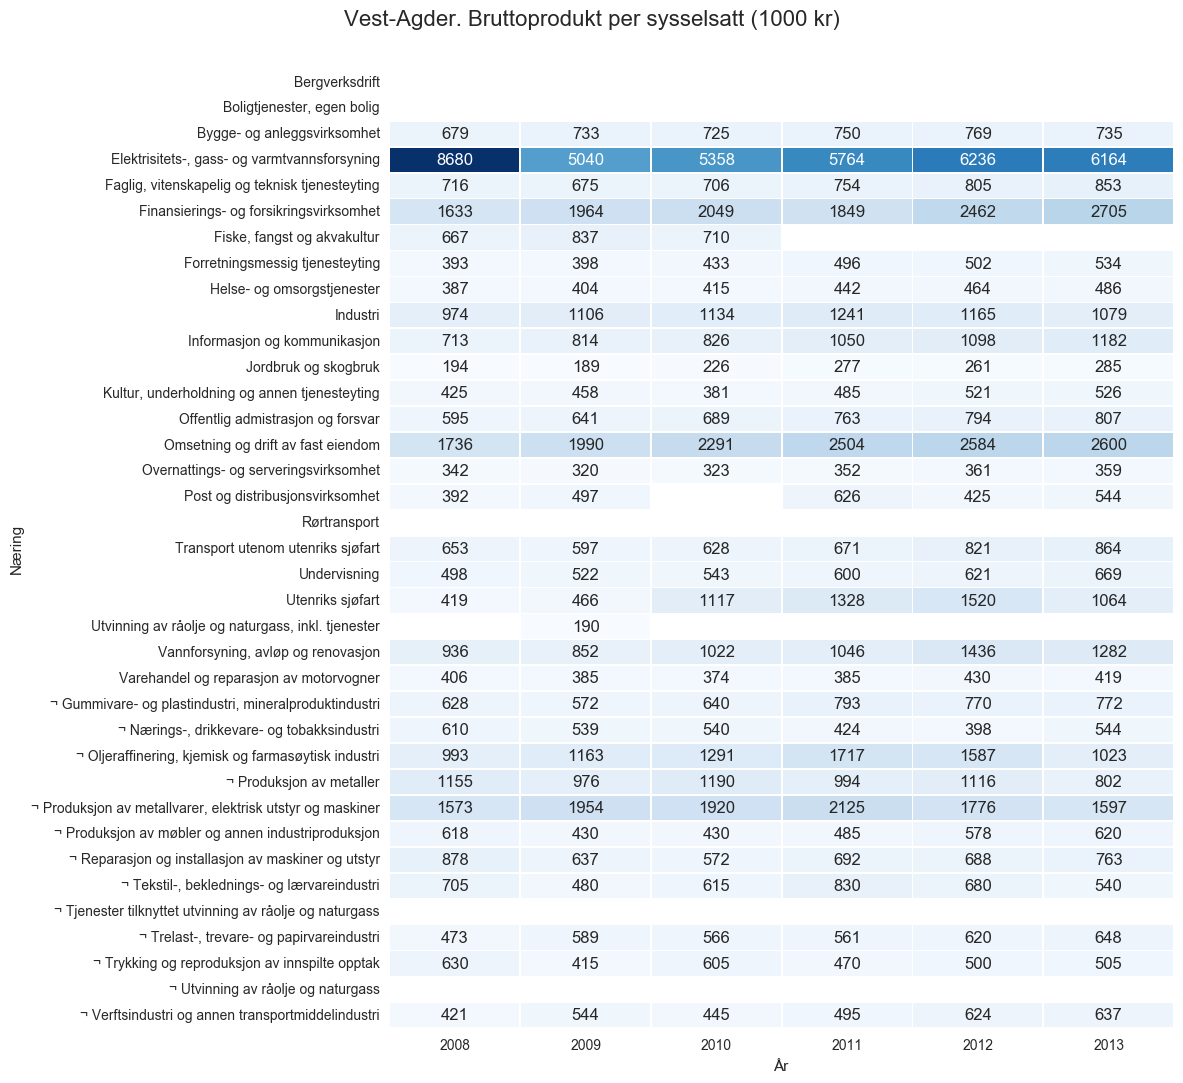 Vest-Agder. Bruttoprodukt per sysselsatt (1000 kr)
Bergverksdrift
Boligtjenester, egen bolig
Bygge- og anleggsvirksomhet 679 733 725 750 769 735
Elektrisitets-, gass- og varmtvannsforsyning 8680 5040 5358 5764 6236 6164
Faglig, vitenskapelig og teknisk tjenesteyting 716 675 706 754 805 853
Finansierings- og forsikringsvirksomhet 1633 1964 2049 1849 2462 2705
Fiske, fangst og akvakultur 667 837 710
Forretningsmessig tjenesteyting 393 398 433 496 502 534
Helse- og omsorgstjenester 387 404 415 442 464 486
Industri 974 1106 1134 1241 1165 1079
Informasjon og kommunikasjon 713 814 826 1050 1098 1182
Jordbruk og skogbruk 194 189 226 277 261 285
Kultur, underholdning og annen tjenesteyting 425 458 381 485 521 526
Offentlig admistrasjon og forsvar 595 641 689 763 794 807
Omsetning og drift av fast eiendom 1736 1990 2291 2504 2584 2600
Overnattings- og serveringsvirksomhet 342 320 323 352 361 359
Post og distribusjonsvirksomhet 392 497 626 425 544
Rørtransport
Transport utenom utenriks sjøfart 653 597 628 671 821 864
Undervisning 498 522 543 600 621 669
Utenriks sjøfart 419 466 1117 1328 1520 1064
Utvinning av råolje og naturgass, inkl. tjenester 190
Vannforsyning, avløp og renovasjon 936 852 1022 1046 1436 1282
Varehandel og reparasjon av motorvogner 406 385 374 385 430 419
¬ Gummivare- og plastindustri, mineralproduktindustri 628 572 640 793 770 772
¬ Nærings-, drikkevare- og tobakksindustri 610 539 540 424 398 544
¬ Oljeraffinering, kjemisk og farmasøytisk industri 993 1163 1291 1717 1587 1023
¬ Produksjon av metaller 1155 976 1190 994 1116 802
¬ Produksjon av metallvarer, elektrisk utstyr og maskiner 1573 1954 1920 2125 1776 1597
¬ Produksjon av møbler og annen industriproduksjon 618 430 430 485 578 620
¬ Reparasjon og installasjon av maskiner og utstyr 878 637 572 692 688 763
¬ Tekstil-, beklednings- og lærvareindustri 705 480 615 830 680 540
¬ Tjenester tilknyttet utvinning av råolje og naturgass
¬ Trelast-, trevare- og papirvareindustri 473 589 566 561 620 648
¬ Trykking og reproduksjon av innspilte opptak 630 415 605 470 500 505
¬ Utvinning av råolje og naturgass
¬ Verftsindustri og annen transportmiddelindustri 421 544 445 495 624 637
2008 2009 2010 2011 2012 2013
År
Næring